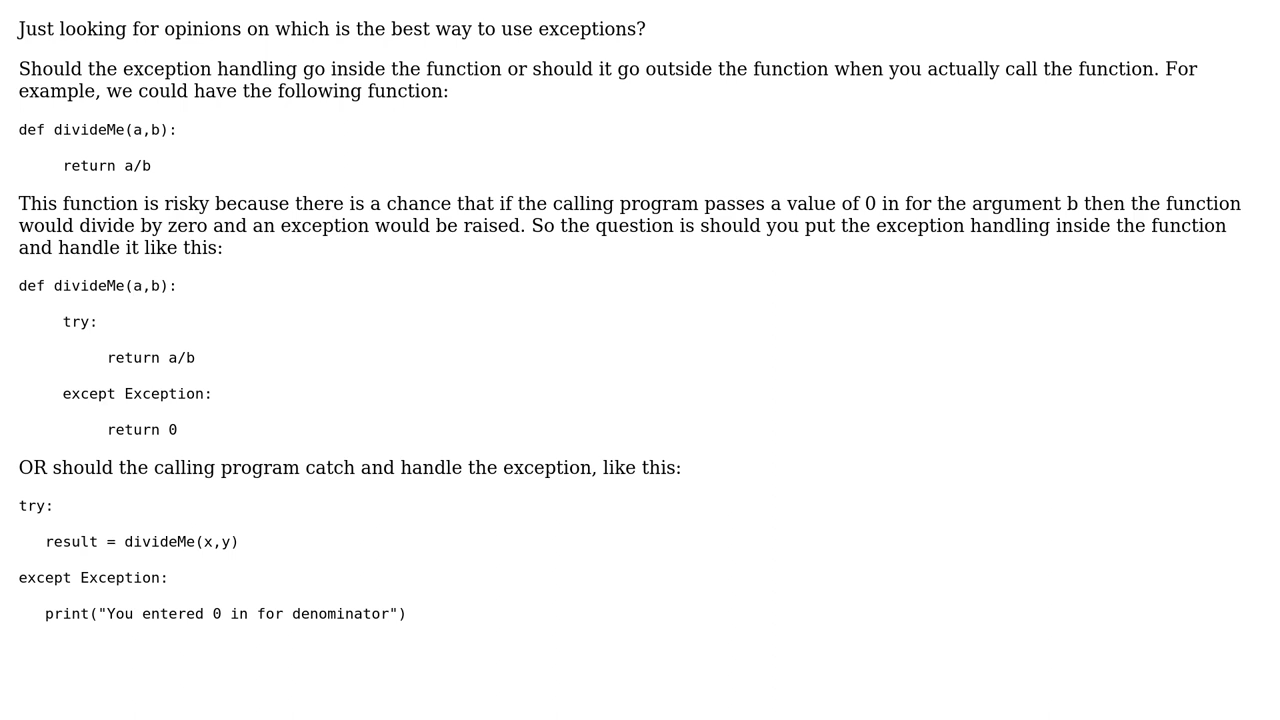 Just looking for opinions on which is the best way to use exceptions?
Should the exception handling go inside the function or should it go outside the function when you actually call the function. For
example, we could have the following function:
def divideMe(a,b):
     return a/b
This function is risky because there is a chance that if the calling program passes a value of 0 in for the argument b then the function
would divide by zero and an exception would be raised. So the question is should you put the exception handling inside the function
and handle it like this:
def divideMe(a,b):
     try:
          return a/b
     except Exception:
          return 0
OR should the calling program catch and handle the exception, like this:
try:
   result = divideMe(x,y)
except Exception:
   print("You entered 0 in for denominator")